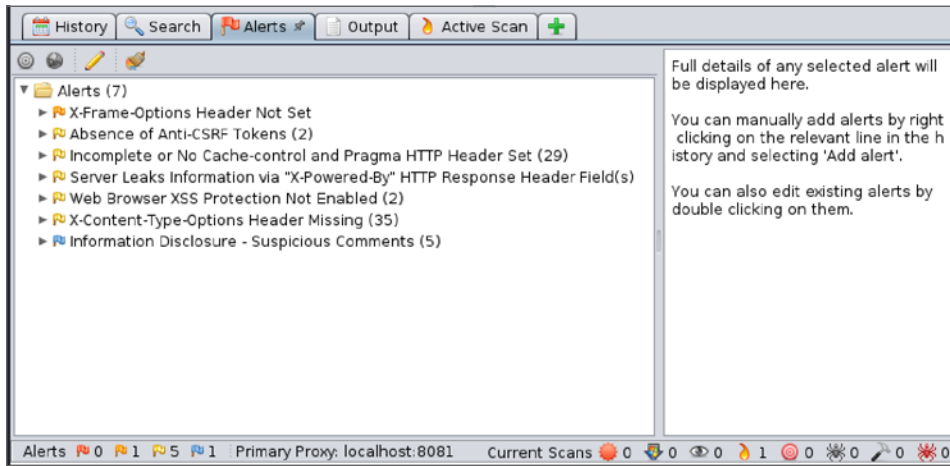 History Search Alerts Output Active Scan
Alerts (7)
X-Frame-Options Header Not Set
Absence of Anti-CSRF Tokens (2)
Incomplete or No Cache-control and Pragma HTTP Header Set (29)
Server Leaks Information via "X-Powered-By" HTTP Response Header Field(s)
Web Browser XSS Protection Not Enabled (2)
X-Content-Type-Options Header Missing (35)
Information Disclosure - Suspicious Comments (5)
Full details of any selected alert will
be displayed here.
You can manually add alerts by right
clicking on the relevant line in the h
istory and selecting 'Add alert'.
You can also edit existing alerts by
double clicking on them.
Alerts 0 1 5 1 Primary Proxy: localhost:8081 Current Scans 0 0 0 1 0 0 0 0